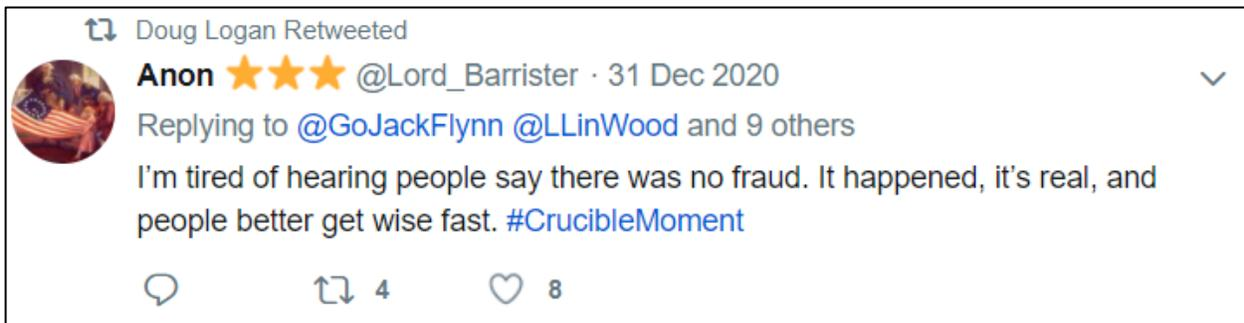 Doug Logan Retweeted
Anon @Lord_Barrister · 31 Dec 2020
Replying to @GoJackFlynn @LLinWood and 9 others
I'm tired of hearing people say there was no fraud. It happened, it's real, and
people better get wise fast. #CrucibleMoment
4 8